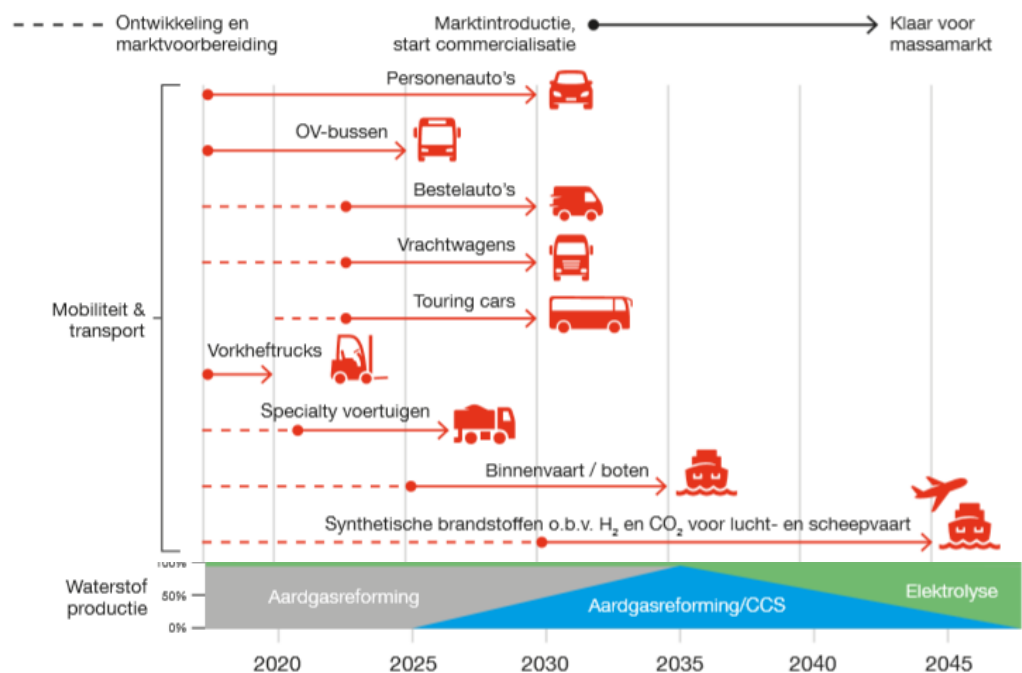 Ontwikkeling en
marktvoorbereiding
Marktintroductie,
start commercialisatie
Klaar voor
massamarkt
Personenauto's
OV-bussen
Bestelauto's
Vrachtwagens
Touring cars
Mobiliteit &
transport
Vorkheftrucks
Specialty voertuigen
Binnenvaart / boten
Synthetische brandstoffen o.b.v. H₂ en CO₂ voor lucht- en scheepvaart
Waterstof
productie
100%
50%
0%
Aardgasreforming
Aardgasreforming/CCS
Elektrolyse
2020 2025 2030 2035 2040 2045